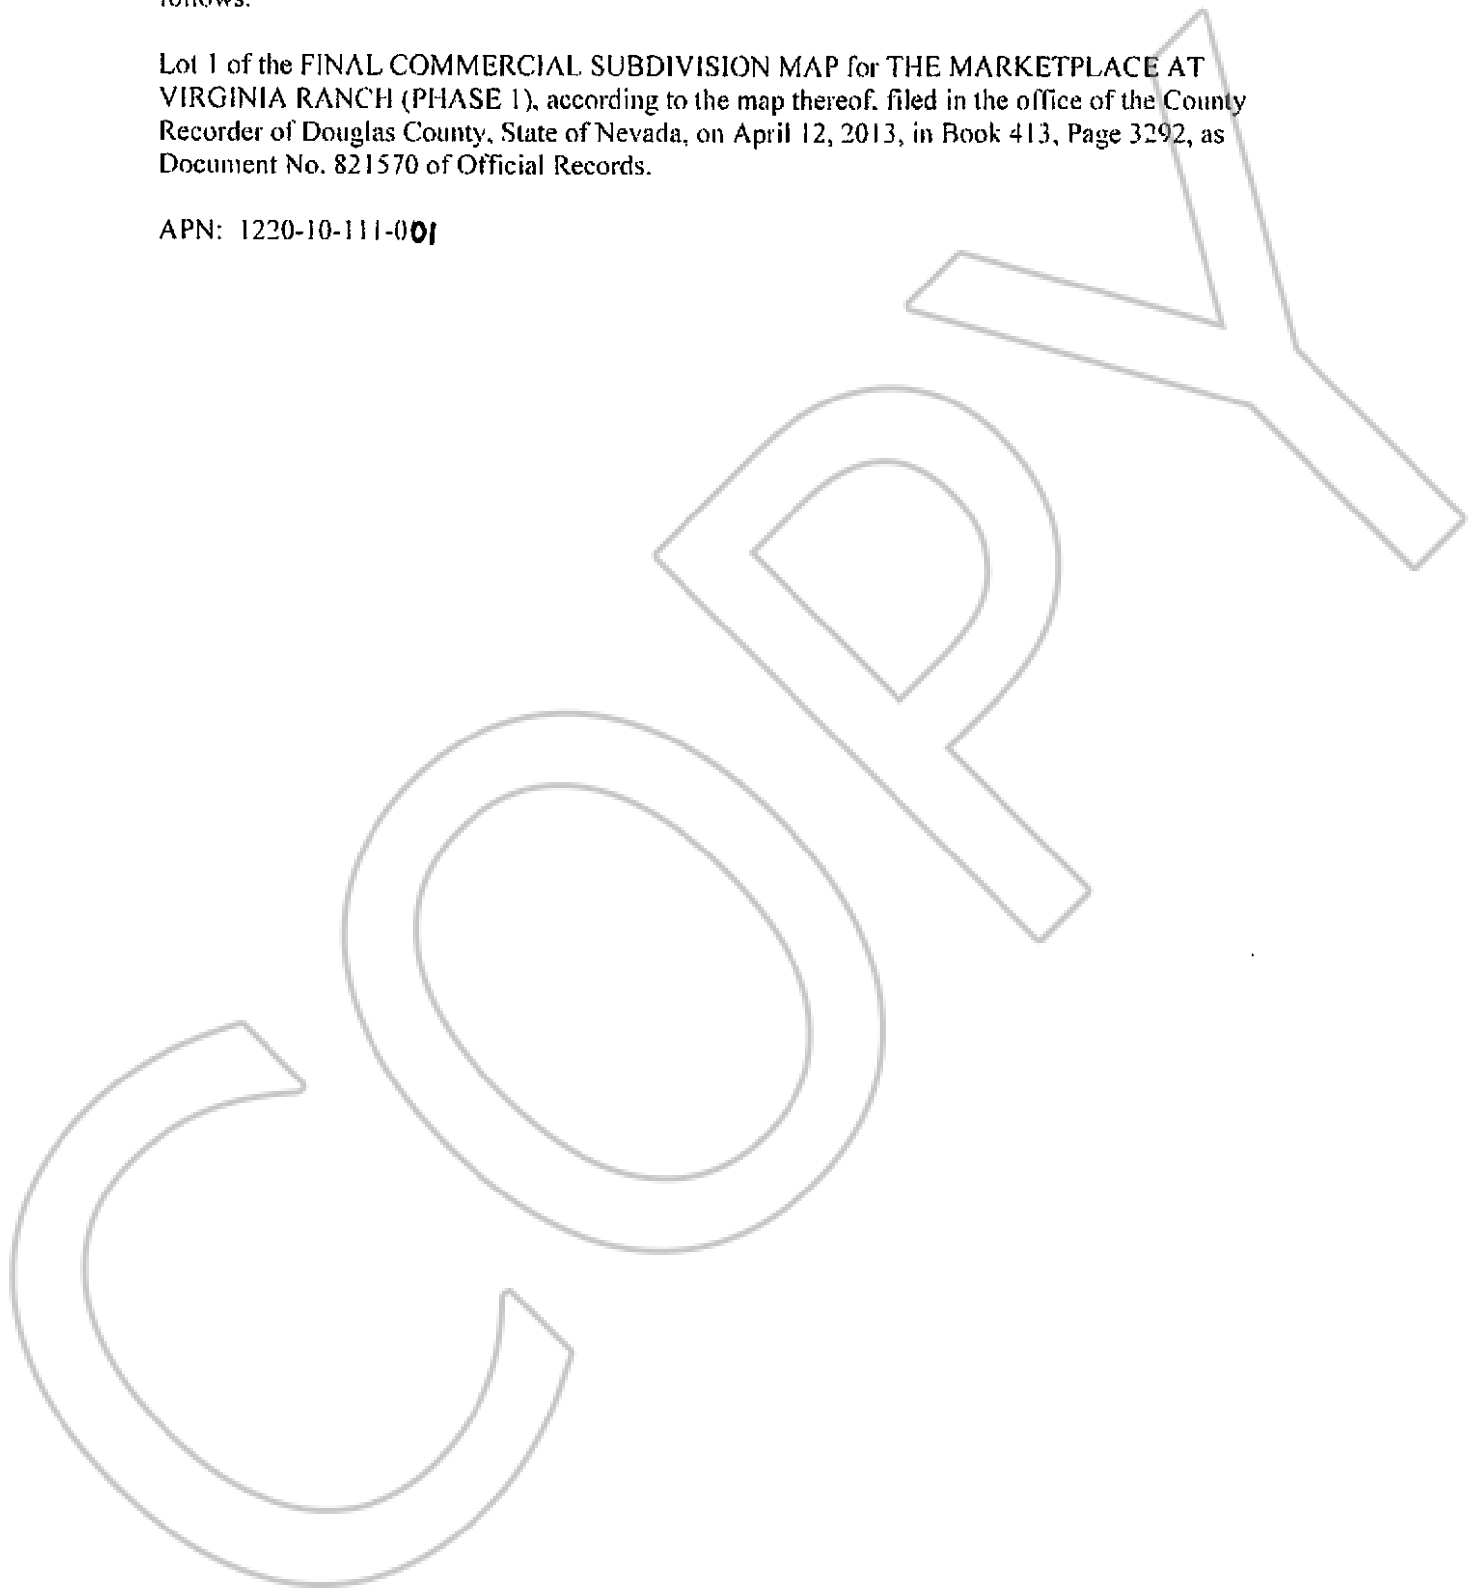 follows:
Lot 1 of the FINAL COMMERCIAL SUBDIVISION MAP for THE MARKETPLACE AT
VIRGINIA RANCH (PHASE 1), according to the map thereof, filed in the office of the County
Recorder of Douglas County, State of Nevada, on April 12, 2013, in Book 413, Page 3292, as
Document No. 821570 of Official Records.
APN: 1220-10-111-001
COPY